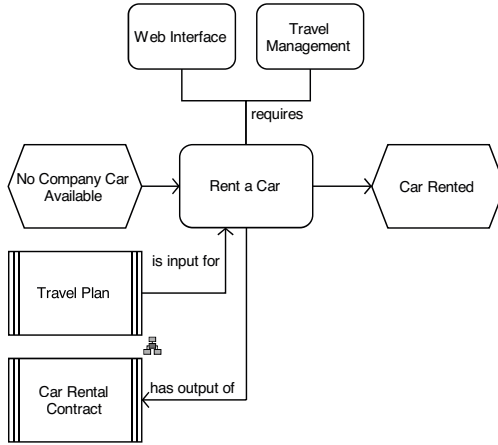 Web Interface
Travel
Management
requires
No Company Car
Available
Rent a Car
Car Rented
is input for
Travel Plan
Car Rental
Contract
has output of